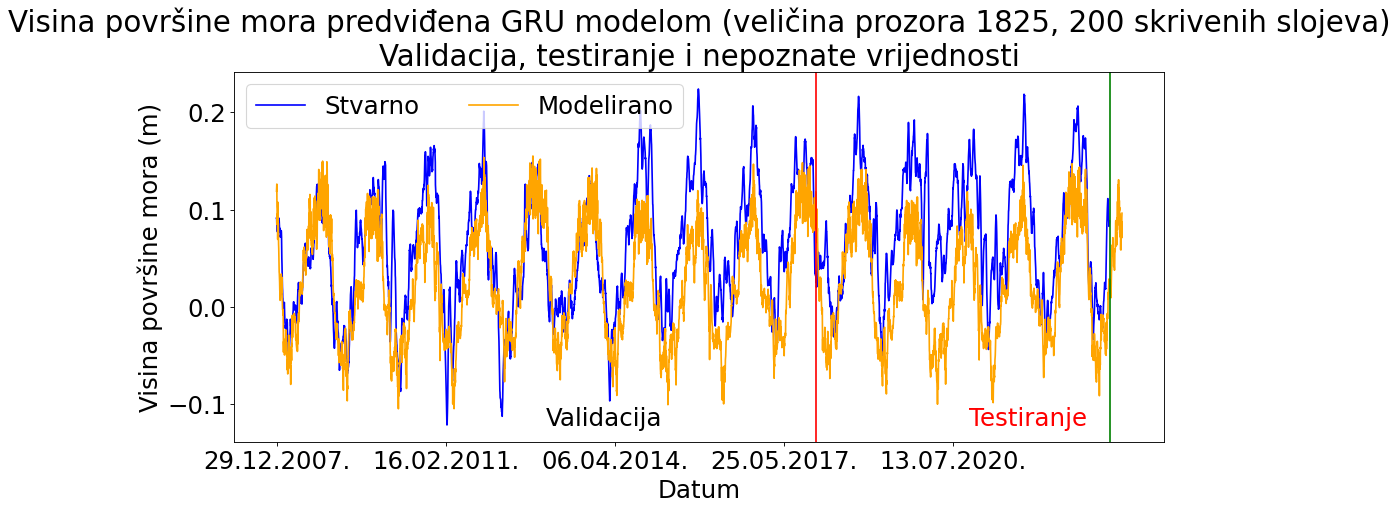 Visina površine mora predviđena GRU modelom (veličina prozora 1825, 200 skrivenih slojeva)
Validacija, testiranje i nepoznate vrijednosti
Stvarno
Modelirano
Visina površine mora (m)
0.2
0.1
0.0
−0.1
Validacija
Testiranje
29.12.2007.
16.02.2011.
06.04.2014.
25.05.2017.
13.07.2020.
Datum